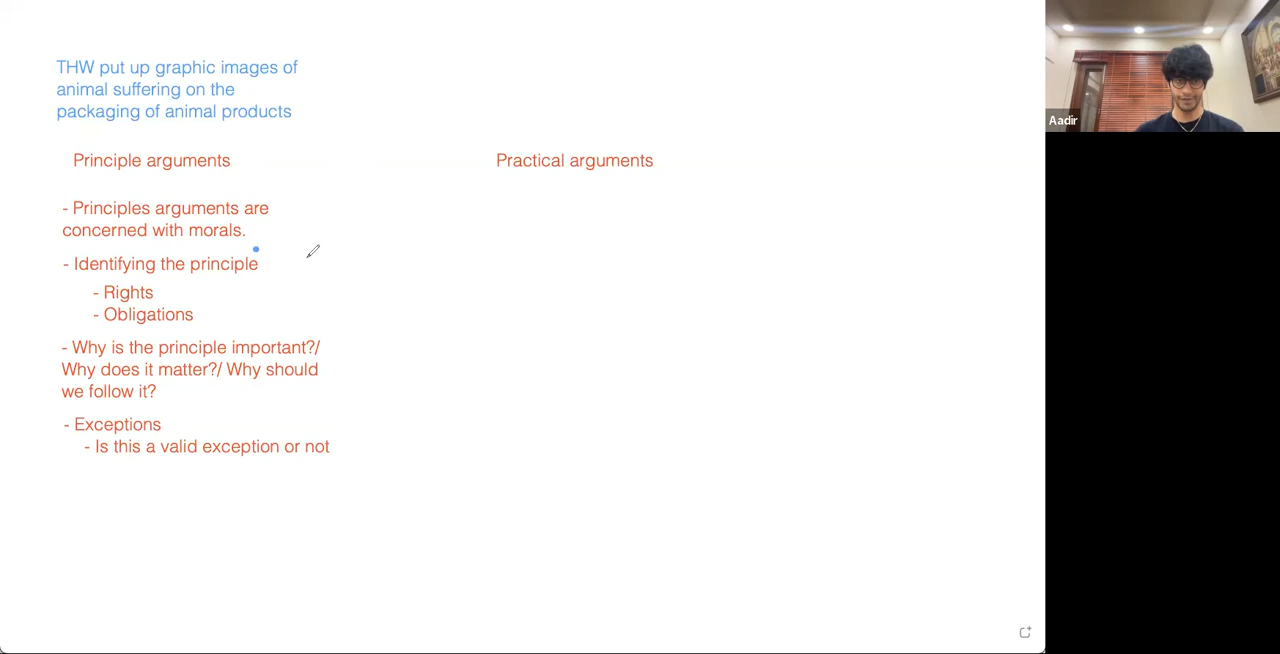 THW put up graphic images of
animal suffering on the
packaging of animal products
Principle arguments
Practical arguments
- Principles arguments are
concerned with morals.
- Identifying the principle
- Rights
- Obligations
- Why is the principle important?/
Why does it matter?/ Why should
we follow it?
- Exceptions
- Is this a valid exception or not
Aadir